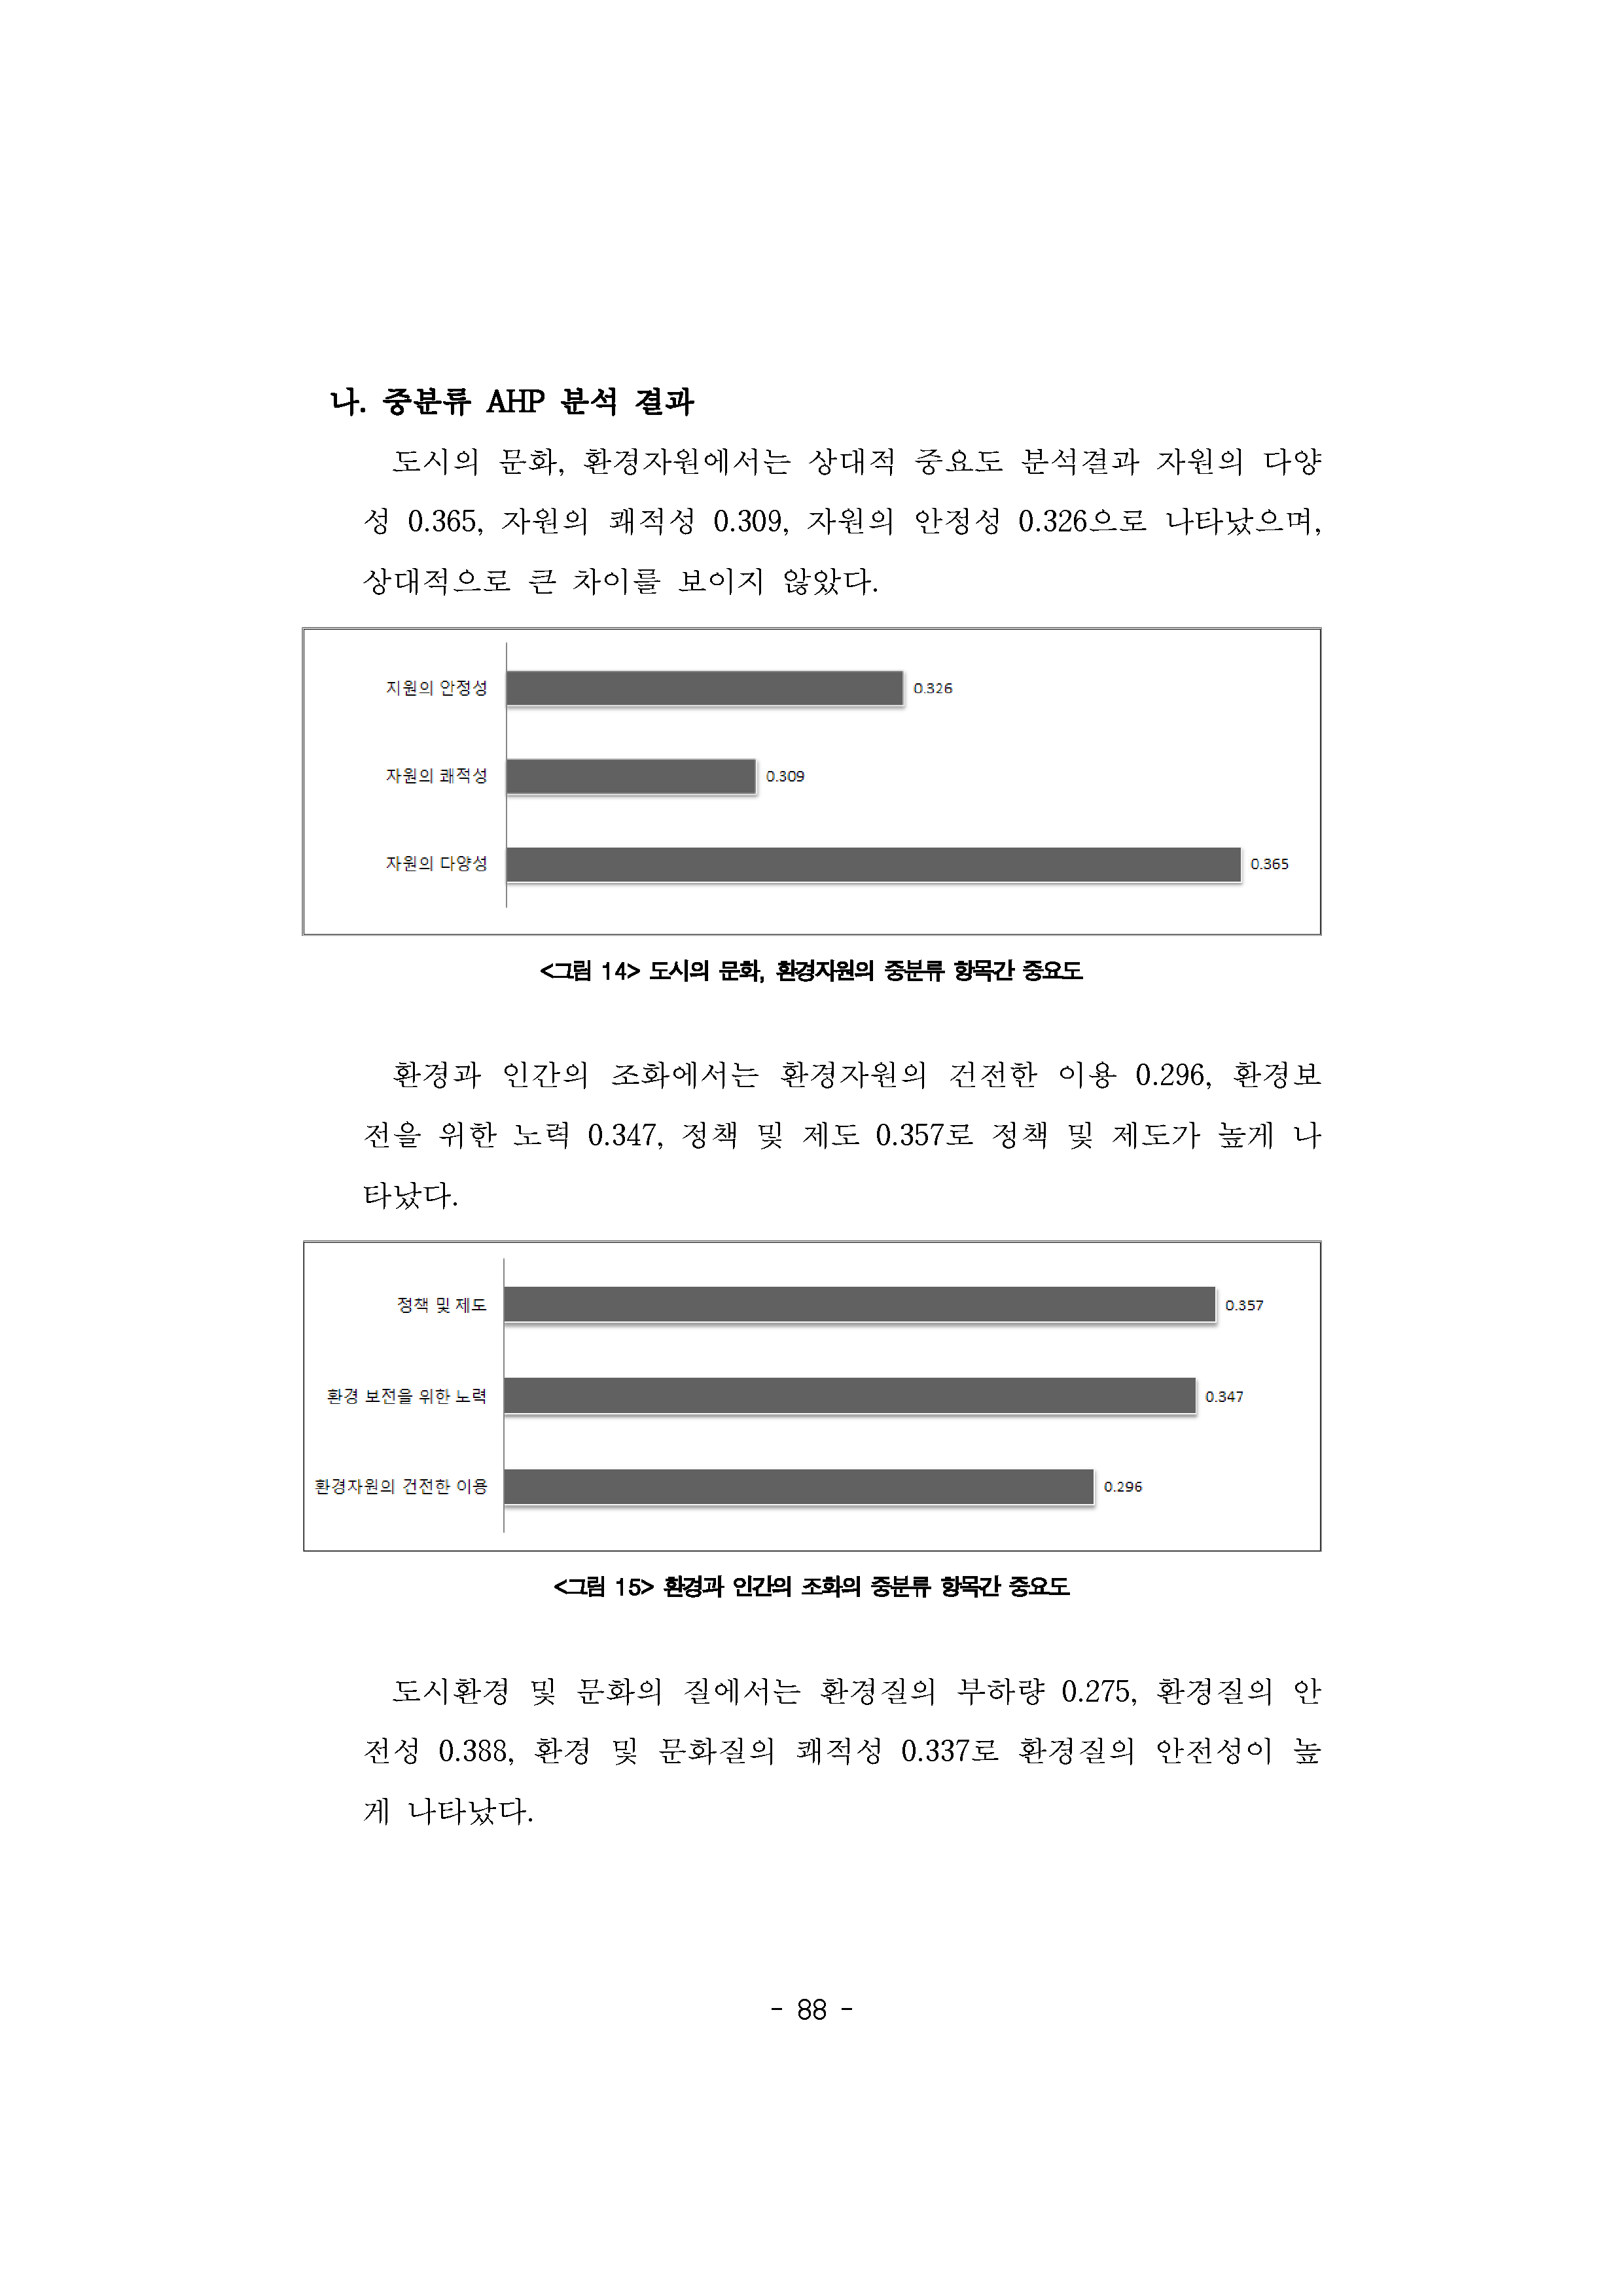 나. 중분류 AHP 분석 결과
도시의 문화, 환경자원에서는 상대적 중요도 분석결과 자원의 다양
성 0.365, 자원의 쾌적성 0.309, 자원의 안정성 0.326으로 나타났으며,
상대적으로 큰 차이를 보이지 않았다.
지원의 안정성
0.326
자원의 쾌적성
0.309
자원의 다양성
0.365
<그림 14> 도시의 문화, 환경자원의 중분류 항목간 중요도
환경과 인간의 조화에서는 환경자원의 건전한 이용 0.296, 환경보
전을 위한 노력 0.347, 정책 및 제도 0.357로 정책 및 제도가 높게 나
타났다.
정책 및 제도
0.357
환경 보전을 위한 노력
0.347
환경자원의 건전한 이용
0.296
<그림 15> 환경과 인간의 조화의 중분류 항목간 중요도
도시환경 및 문화의 질에서는 환경질의 부하량 0.275, 환경질의 안
전성 0.388, 환경 및 문화질의 쾌적성 0.337로 환경질의 안전성이 높
게 나타났다.
- 88 -